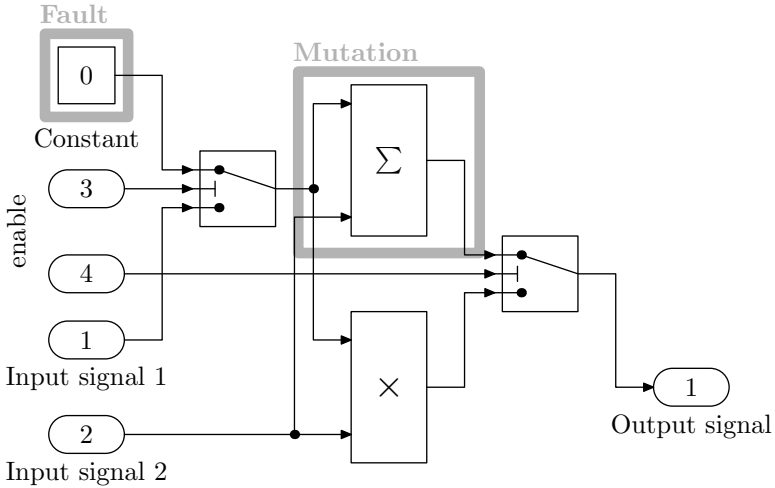 Fault
0
Constant
Mutation
Σ
3
enable
4
1
Input signal 1
×
1
Output signal
2
Input signal 2